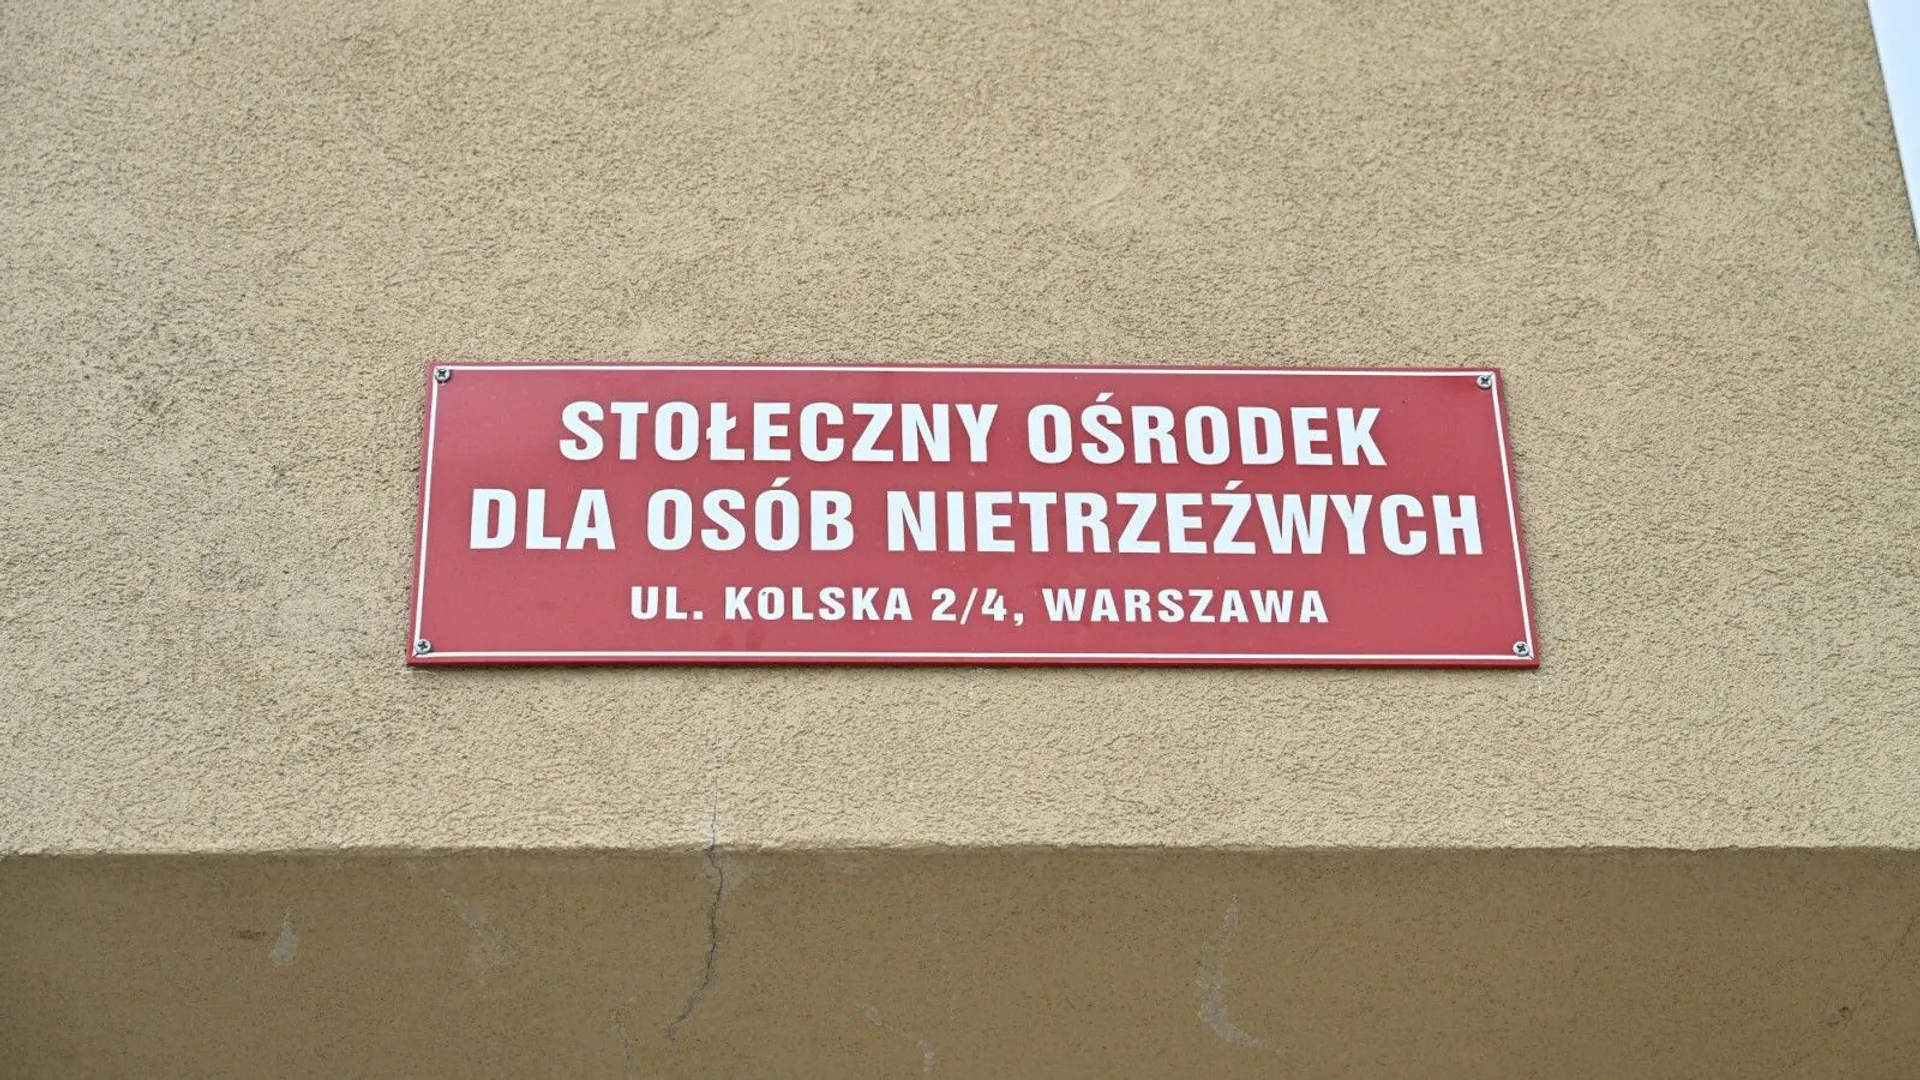 STOŁECZNY OŚRODEK
DLA OSÓB NIETRZEŹWYCH
UL. KOLSKA 2/4, WARSZAWA